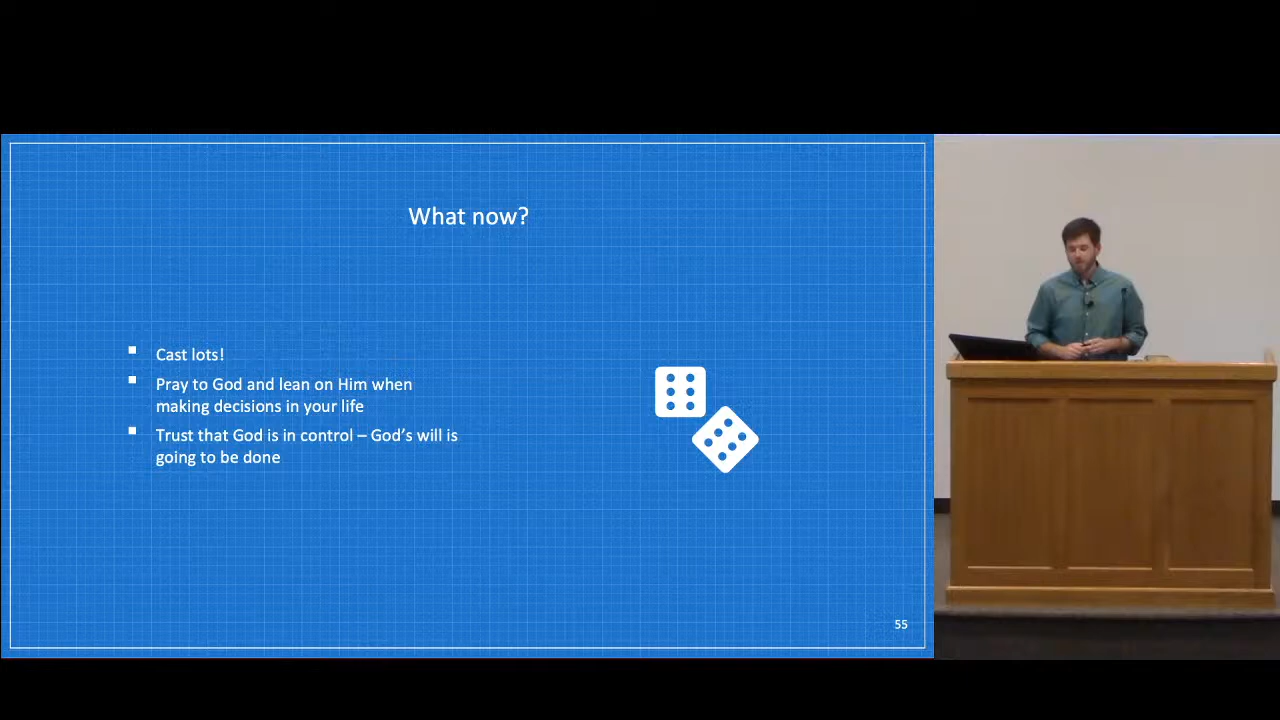 What now?
Cast lots!
Pray to God and lean on Him when
making decisions in your life
Trust that God is in control – God's will is
going to be done
55